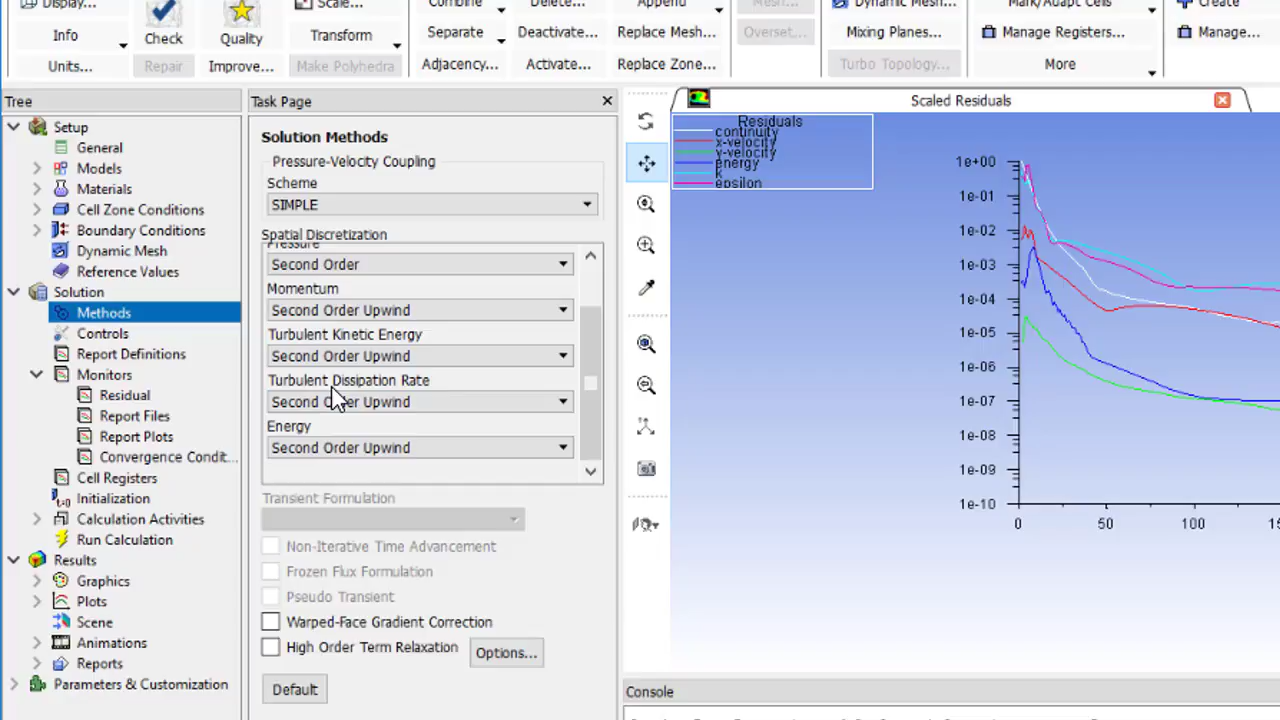 Display...
Scale...
Combine
Delete...
Append
Mesh...
Dynamic Mesh...
Mark/Adapt Cells
Create
Info
Check
Quality
Transform
Separate
Deactivate...
Replace Mesh...
Overset...
Mixing Planes...
Manage Registers...
Manage...
Units...
Repair
Improve...
Make Polyhedra
Adjacency...
Activate...
Replace Zone...
Turbo Topology...
More
Tree
Setup
General
Models
Materials
Cell Zone Conditions
Boundary Conditions
Dynamic Mesh
Reference Values
Solution
Methods
Controls
Report Definitions
Monitors
Residual
Report Files
Report Plots
Convergence Condit...
Cell Registers
t=0
Initialization
Calculation Activities
Run Calculation
Results
Graphics
Plots
Scene
Animations
Reports
Parameters & Customization
Task Page
Solution Methods
Pressure-Velocity Coupling
Scheme
SIMPLE
Spatial Discretization
Pressure
Second Order
Momentum
Second Order Upwind
Turbulent Kinetic Energy
Second Order Upwind
Turbulent Dissipation Rate
Second Order Upwind
Energy
Second Order Upwind
Transient Formulation
Non-Iterative Time Advancement
Frozen Flux Formulation
Pseudo Transient
Warped-Face Gradient Correction
High Order Term Relaxation
Options...
Default
Scaled Residuals
Residuals
continuity
x-velocity
y-velocity
energy
k
epsilon
1e+00
1e-01
1e-02
1e-03
1e-04
1e-05
1e-06
1e-07
1e-08
1e-09
1e-10
0
50
100
Console